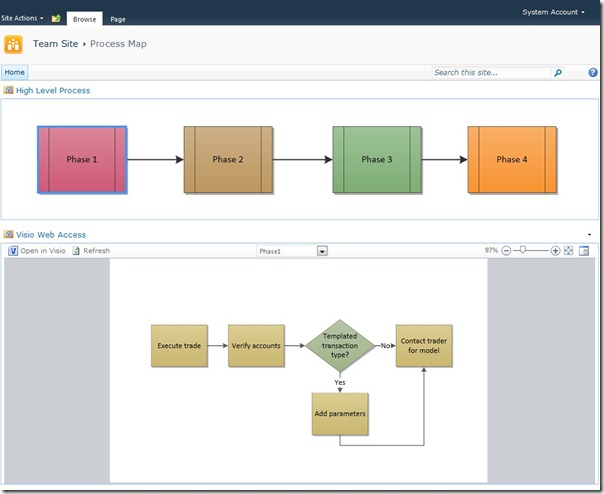 Site Actions
Browse
Page
System Account
Team Site › Process Map
Home
Search this site...
High Level Process
Phase 1
Phase 2
Phase 3
Phase 4
Visio Web Access
Open in Visio
Refresh
Phase1
97%
Execute trade
Verify accounts
Templated
transaction
type?
No
Contact trader
for model
Yes
Add parameters